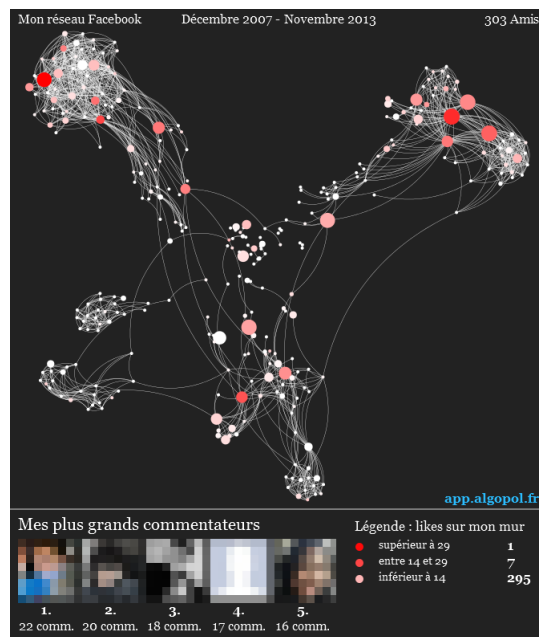 Mon réseau Facebook Décembre 2007 - Novembre 2013 303 Amis
app.algopol.fr
Mes plus grands commentateurs
1. 2. 3. 4. 5.
22 comm. 20 comm. 18 comm. 17 comm. 16 comm.
Légende : likes sur mon mur
supérieur à 29 1
entre 14 et 29 7
inférieur à 14 295